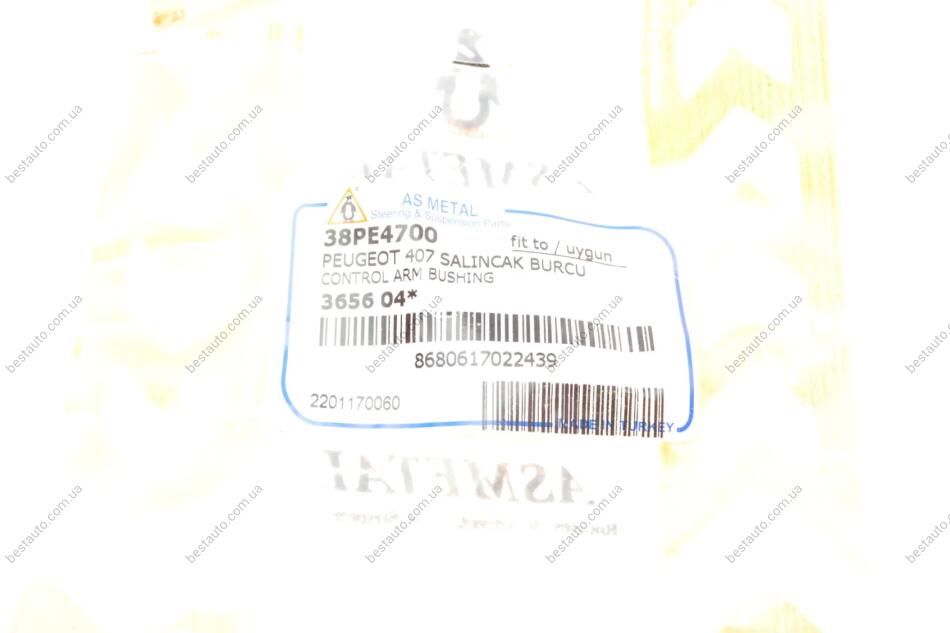 AS METAL
Steering & Suspension Parts
38PE4700
fit to / uygun
PEUGEOT 407 SALINCAK BURCU
CONTROL ARM BUSHING
3656 04*
8680617022439
2201170060
MADE IN TURKEY
ASMETAL
bestauto.com.ua